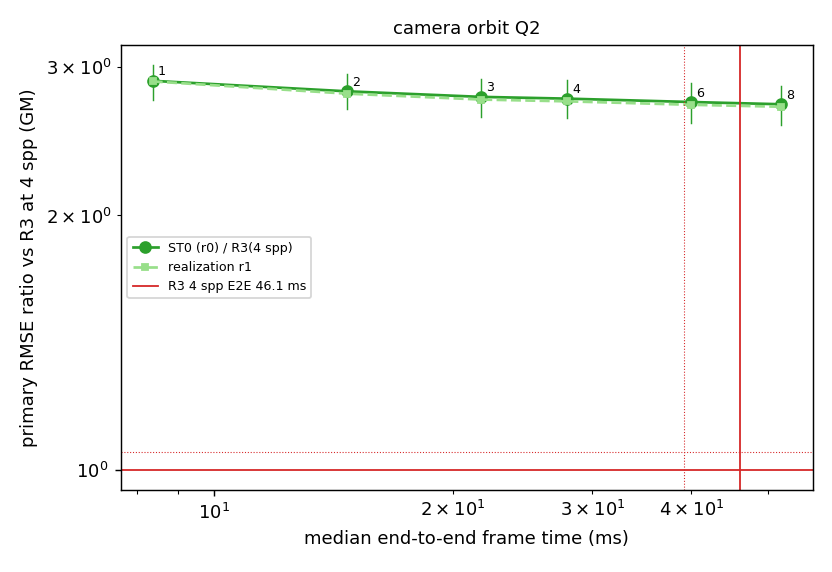 camera orbit Q2
primary RMSE ratio vs R3 at 4 spp (GM)
3 × 10⁰
2 × 10⁰
10⁰
1
2
3
4
6
8
ST0 (r0) / R3(4 spp)
realization r1
R3 4 spp E2E 46.1 ms
10¹ 2 × 10¹ 3 × 10¹ 4 × 10¹
median end-to-end frame time (ms)